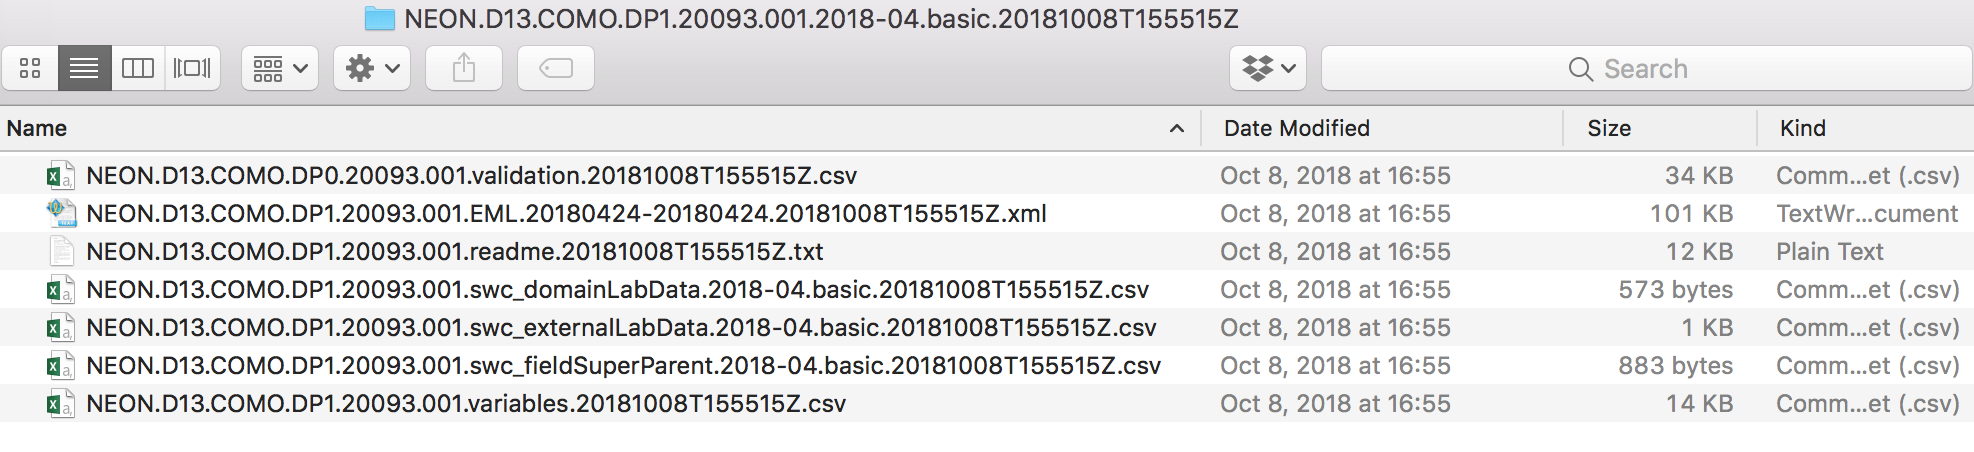 NEON.D13.COMO.DP1.20093.001.2018-04.basic.20181008T155515Z
Search
Name Date Modified Size Kind
NEON.D13.COMO.DP0.20093.001.validation.20181008T155515Z.csv Oct 8, 2018 at 16:55 34 KB Comm...et (.csv)
NEON.D13.COMO.DP1.20093.001.EML.20180424-20180424.20181008T155515Z.xml Oct 8, 2018 at 16:55 101 KB TextWr...cument
NEON.D13.COMO.DP1.20093.001.readme.20181008T155515Z.txt Oct 8, 2018 at 16:55 12 KB Plain Text
NEON.D13.COMO.DP1.20093.001.swc_domainLabData.2018-04.basic.20181008T155515Z.csv Oct 8, 2018 at 16:55 573 bytes Comm...et (.csv)
NEON.D13.COMO.DP1.20093.001.swc_externalLabData.2018-04.basic.20181008T155515Z.csv Oct 8, 2018 at 16:55 1 KB Comm...et (.csv)
NEON.D13.COMO.DP1.20093.001.swc_fieldSuperParent.2018-04.basic.20181008T155515Z.csv Oct 8, 2018 at 16:55 883 bytes Comm...et (.csv)
NEON.D13.COMO.DP1.20093.001.variables.20181008T155515Z.csv Oct 8, 2018 at 16:55 14 KB Comm...et (.csv)